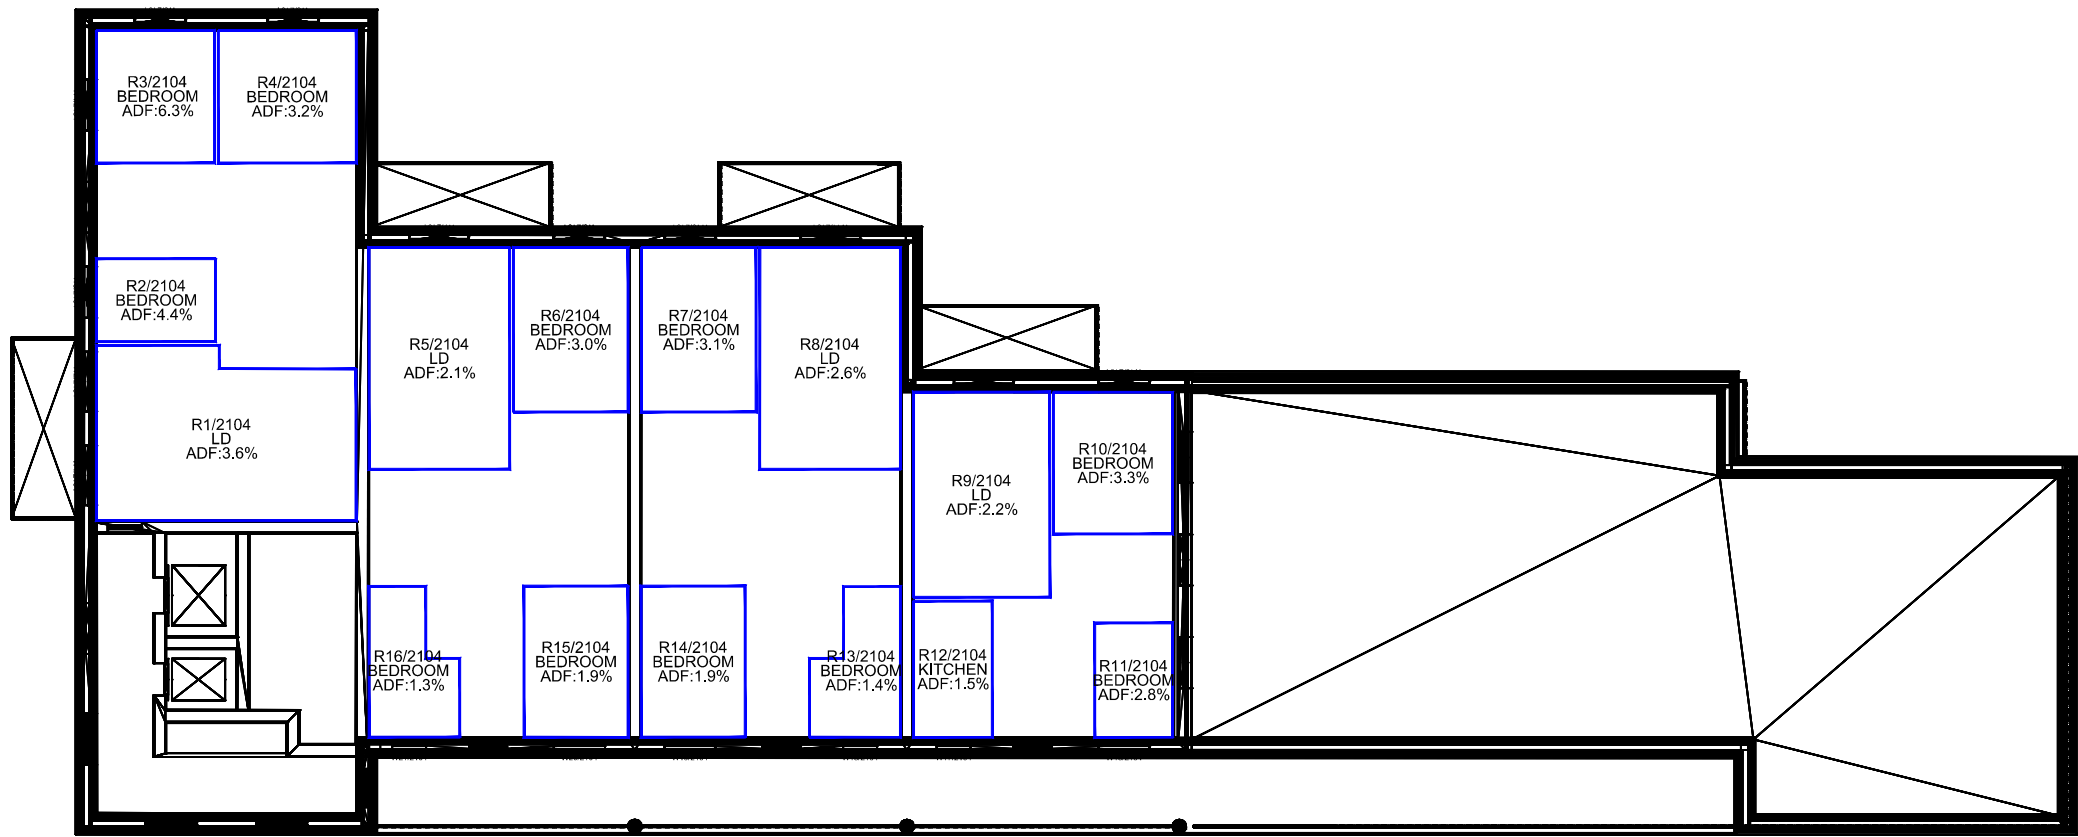 R3/2104
BEDROOM
ADF:6.3%
R4/2104
BEDROOM
ADF:3.2%
R2/2104
BEDROOM
ADF:4.4%
R1/2104
LD
ADF:3.6%
R5/2104
LD
ADF:2.1%
R6/2104
BEDROOM
ADF:3.0%
R7/2104
BEDROOM
ADF:3.1%
R8/2104
LD
ADF:2.6%
R9/2104
LD
ADF:2.2%
R10/2104
BEDROOM
ADF:3.3%
R16/2104
BEDROOM
ADF:1.3%
R15/2104
BEDROOM
ADF:1.9%
R14/2104
BEDROOM
ADF:1.9%
R13/2104
BEDROOM
ADF:1.4%
R12/2104
KITCHEN
ADF:1.5%
R11/2104
BEDROOM
ADF:2.8%